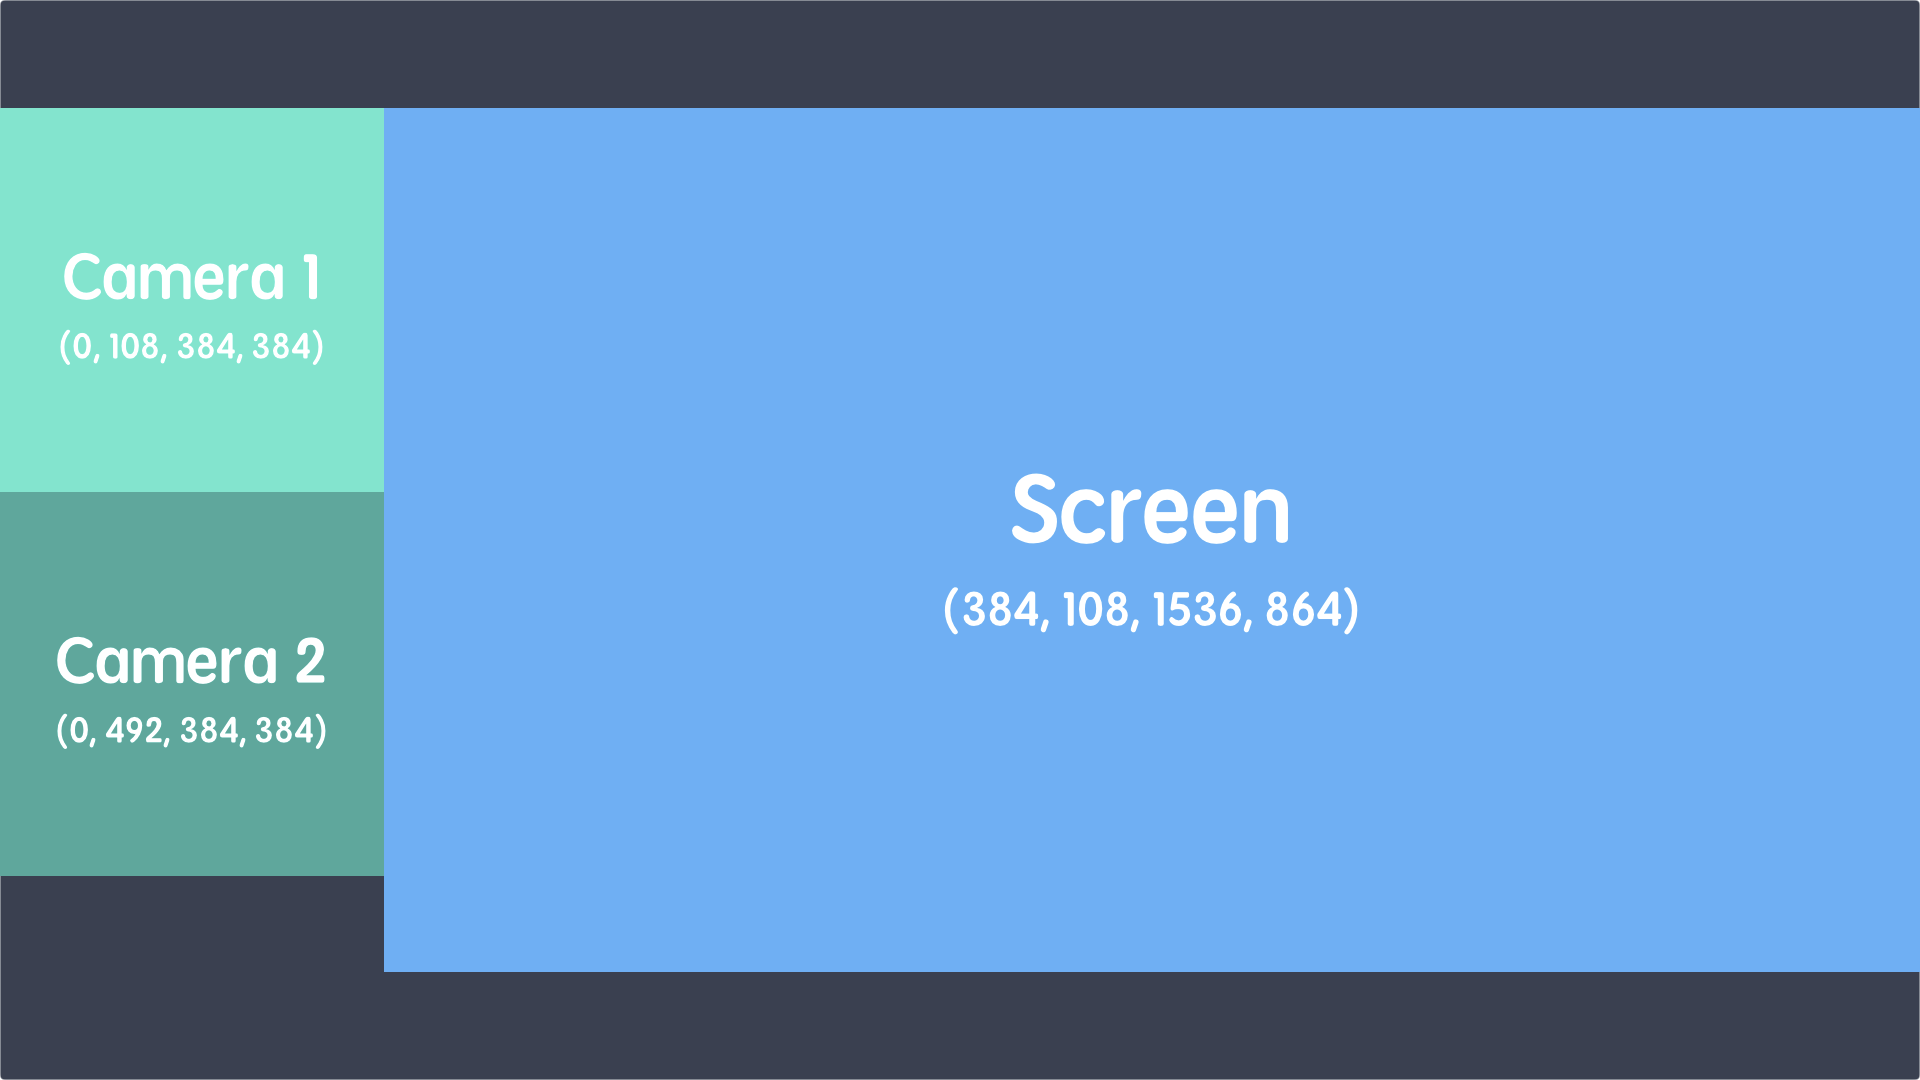 Camera 1
(0, 108, 384, 384)
Screen
(384, 108, 1536, 864)
Camera 2
(0, 492, 384, 384)